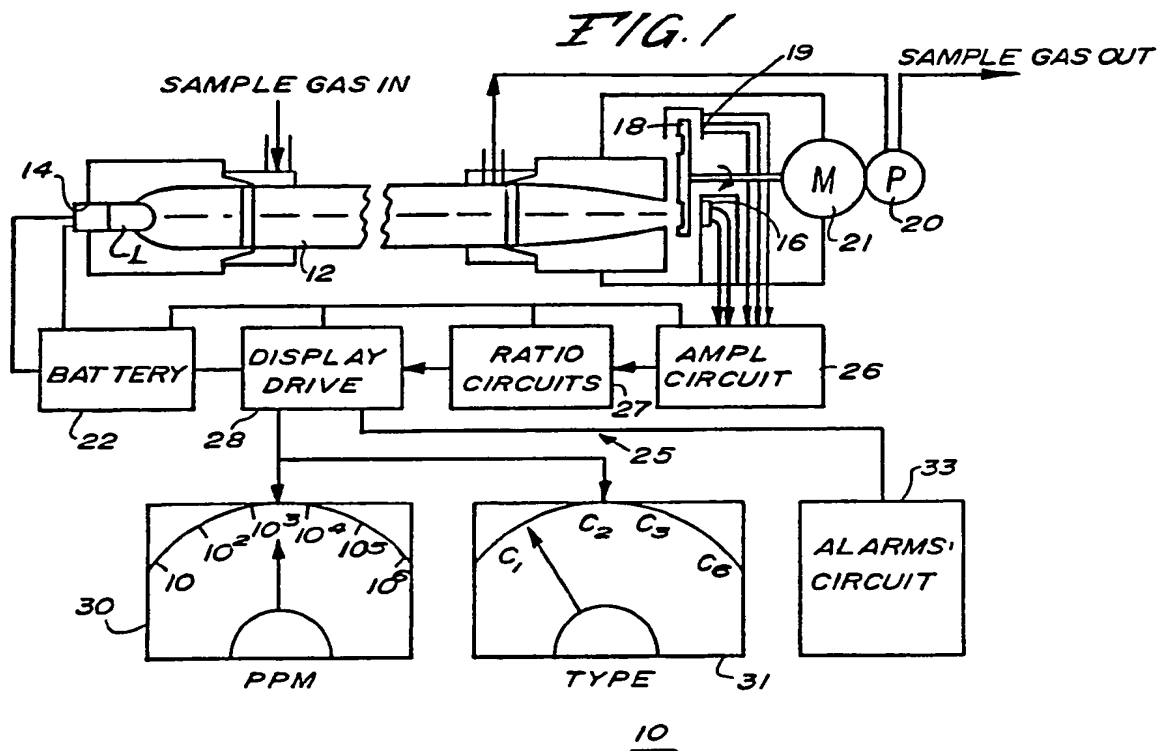 FIG. 1
SAMPLE GAS IN
19
SAMPLE GAS OUT
18
14
L
12
16
M
21
P
20
BATTERY
22
DISPLAY
DRIVE
28
RATIO
CIRCUITS
27
AMPL
CIRCUIT
26
25
33
10
10²
10³
10⁴
10⁵
10⁶
30
PPM
C₁
C₂
C₃
C₆
31
TYPE
ALARMS'
CIRCUIT
10